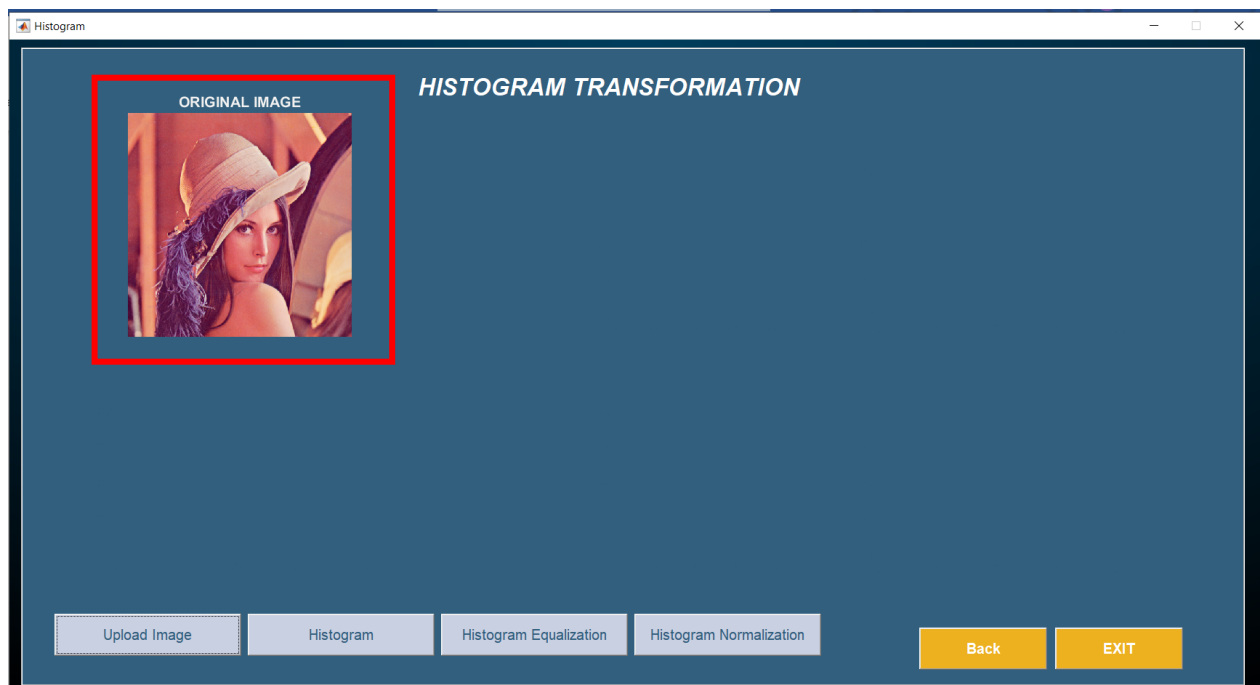 Histogram
HISTOGRAM TRANSFORMATION
ORIGINAL IMAGE
Upload Image
Histogram
Histogram Equalization
Histogram Normalization
Back
EXIT